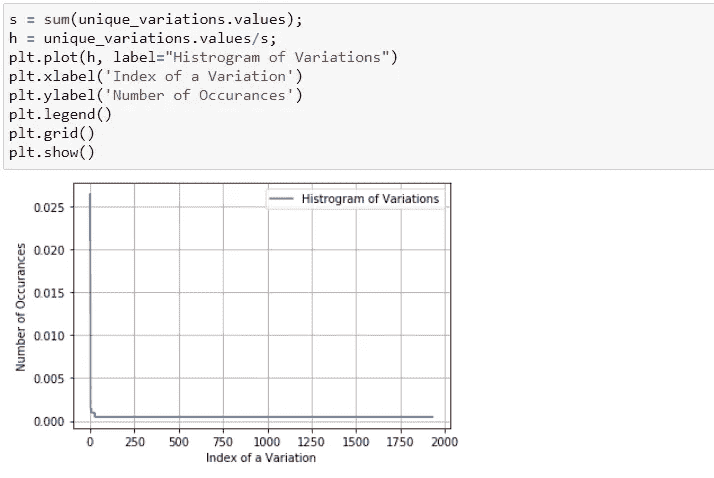 s = sum(unique_variations.values);
h = unique_variations.values/s;
plt.plot(h, label="Histrogram of Variations")
plt.xlabel('Index of a Variation')
plt.ylabel('Number of Occurances')
plt.legend()
plt.grid()
plt.show()
Histrogram of Variations
0.025
0.020
0.015
0.010
0.005
0.000
Number of Occurances
0 250 500 750 1000 1250 1500 1750 2000
Index of a Variation